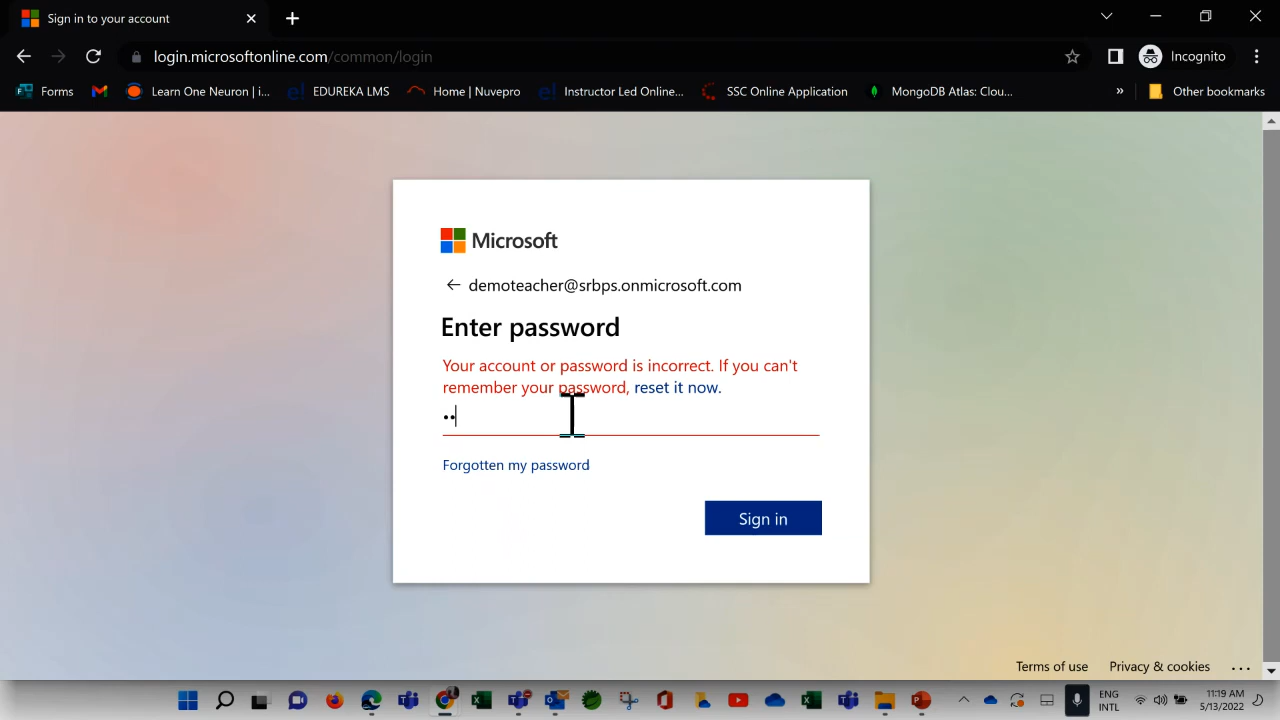 Sign in to your account
login.microsoftonline.com/common/login
Incognito
Forms
Learn One Neuron | i...
EDUREKA LMS
Home | Nuvepro
Instructor Led Online...
SSC Online Application
MongoDB Atlas: Clou...
»
Other bookmarks
Microsoft
demoteacher@srbps.onmicrosoft.com
Enter password
Your account or password is incorrect. If you can't
remember your password, reset it now.
••
Forgotten my password
Sign in
Terms of use
Privacy & cookies
...
ENG
INTL
11:19 AM
5/13/2022